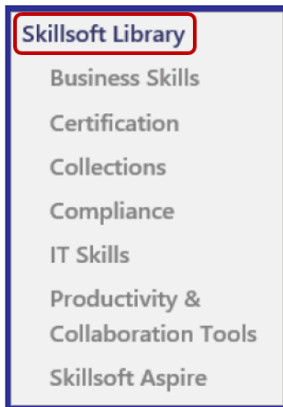 Skillsoft Library
Business Skills
Certification
Collections
Compliance
IT Skills
Productivity &
Collaboration Tools
Skillsoft Aspire